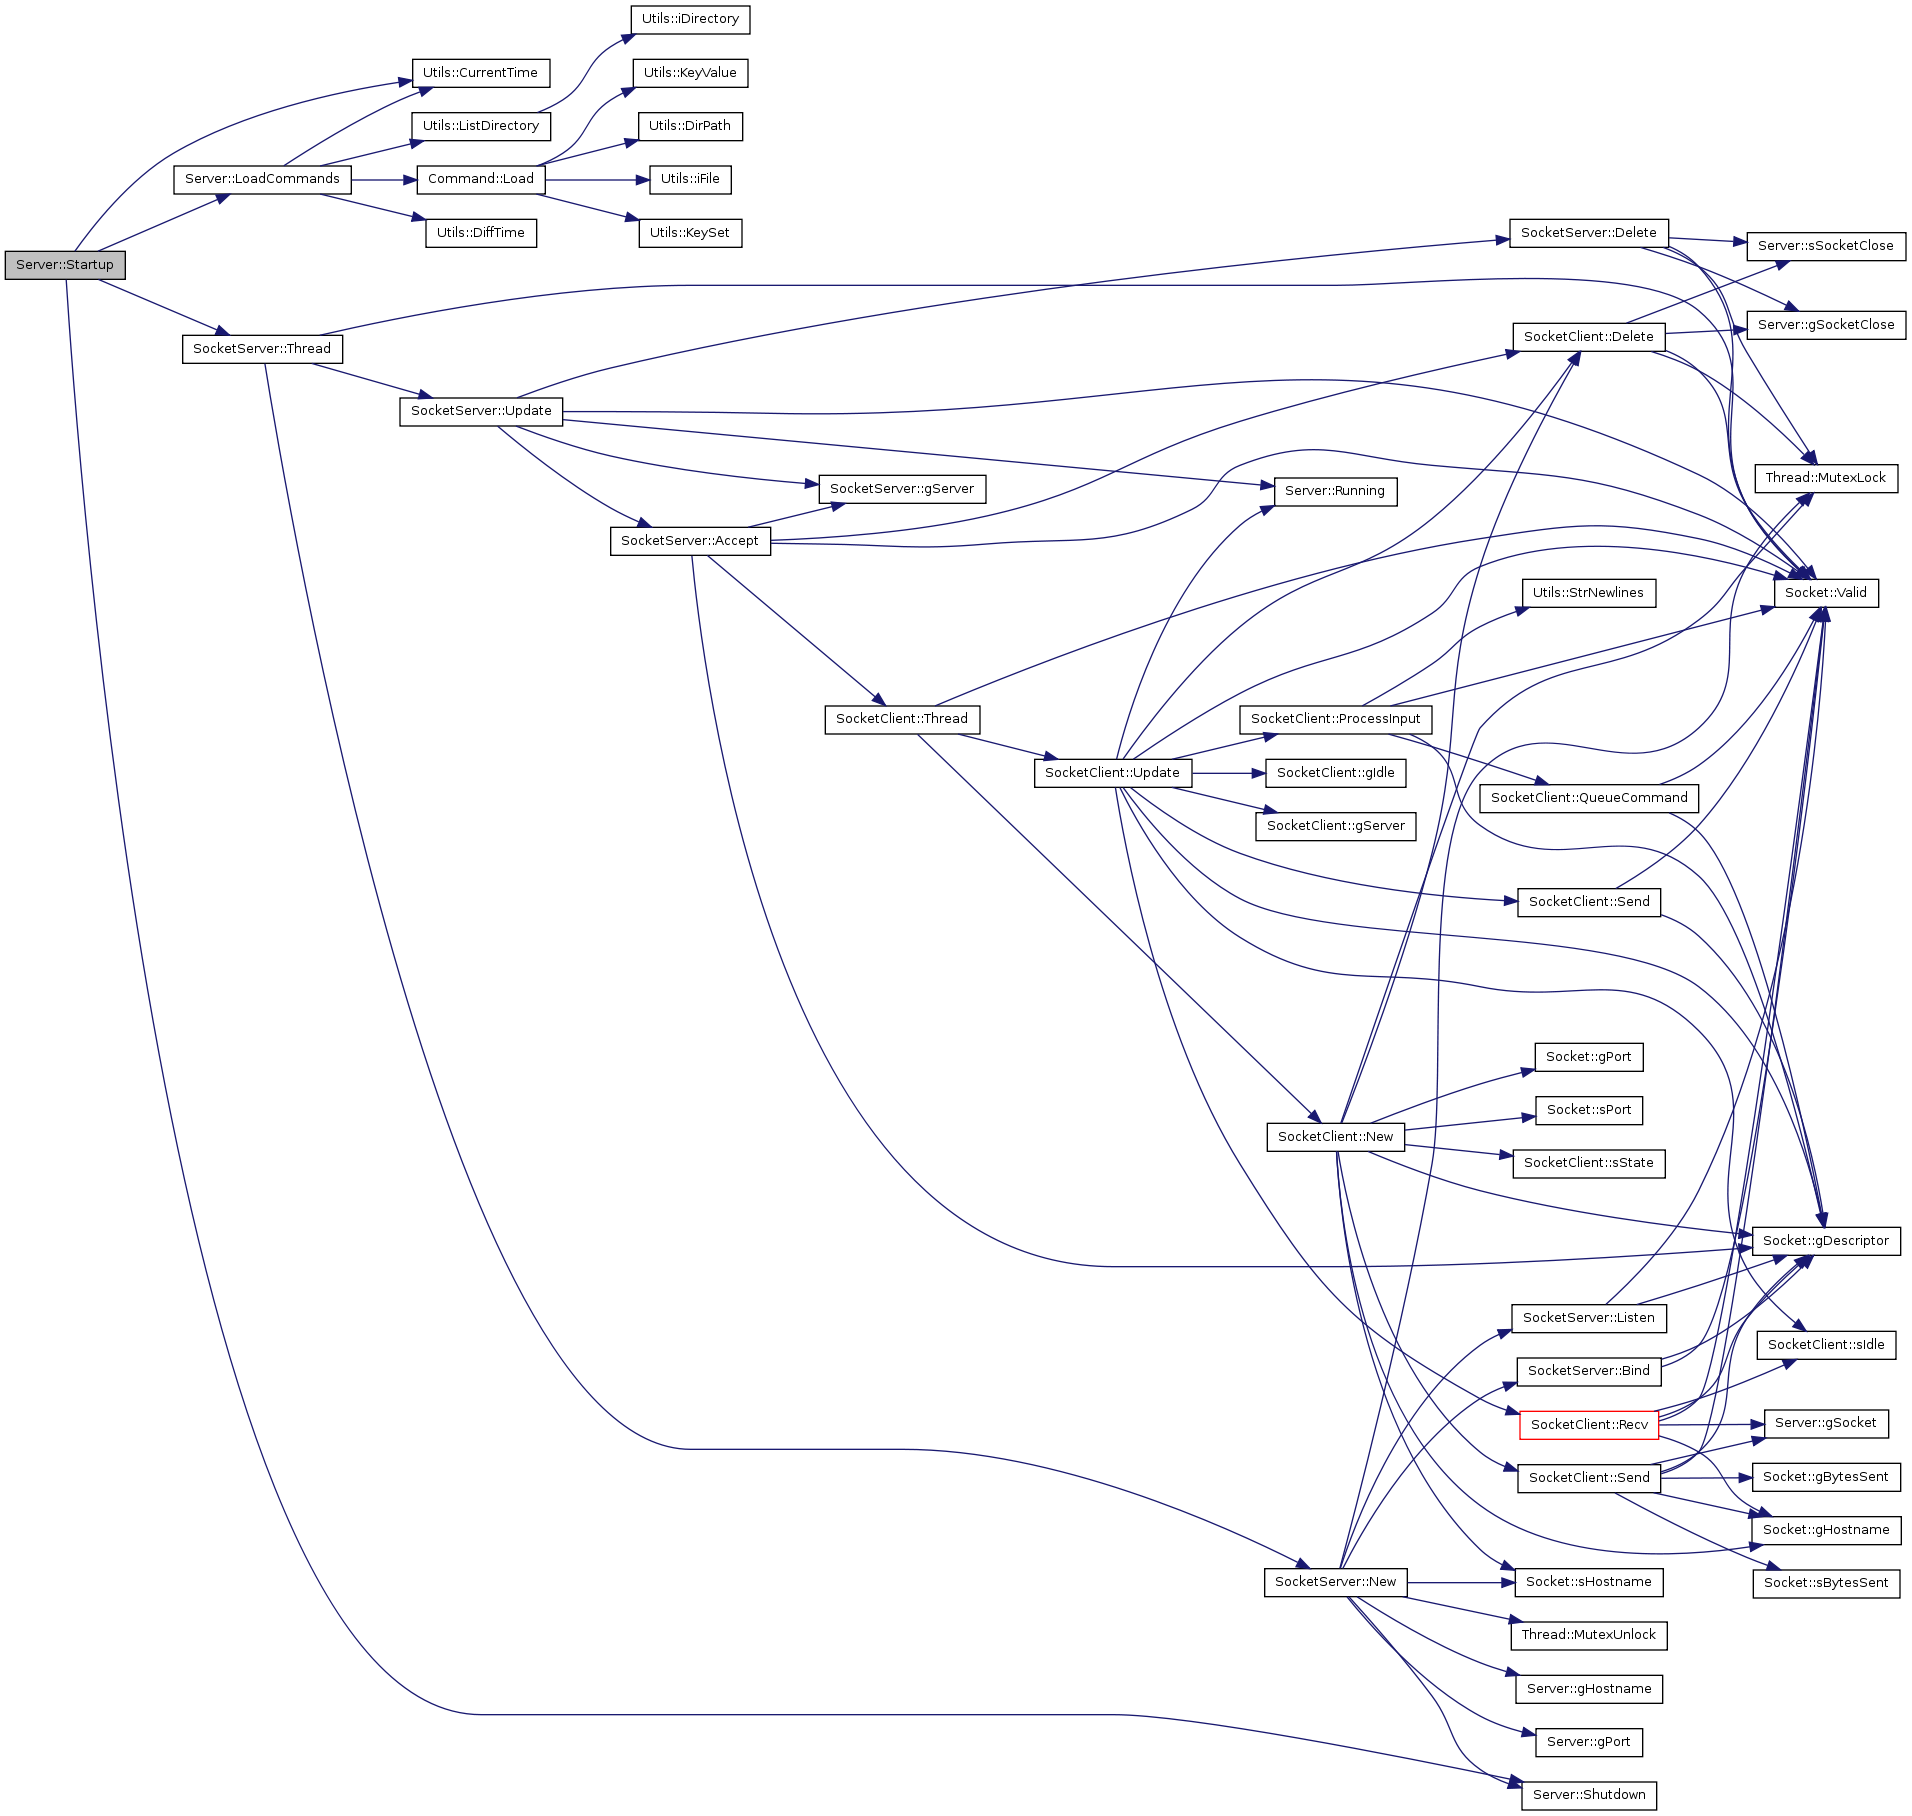 Utils::iDirectory
Utils::CurrentTime
Utils::KeyValue
Utils::ListDirectory
Utils::DirPath
Server::LoadCommands
Command::Load
Utils::iFile
Utils::DiffTime
Utils::KeySet
SocketServer::Delete
Server::sSocketClose
Server::Startup
Server::gSocketClose
SocketServer::Thread
SocketClient::Delete
SocketServer::Update
Thread::MutexLock
SocketServer::gServer
Server::Running
SocketServer::Accept
Utils::StrNewlines
Socket::Valid
SocketClient::Thread
SocketClient::ProcessInput
SocketClient::Update
SocketClient::gIdle
SocketClient::QueueCommand
SocketClient::gServer
SocketClient::Send
Socket::gPort
Socket::sPort
SocketClient::New
SocketClient::sState
Socket::gDescriptor
SocketServer::Listen
SocketClient::sIdle
SocketServer::Bind
SocketClient::Recv
Server::gSocket
SocketClient::Send
Socket::gBytesSent
Socket::gHostname
SocketServer::New
Socket::sHostname
Socket::sBytesSent
Thread::MutexUnlock
Server::gHostname
Server::gPort
Server::Shutdown